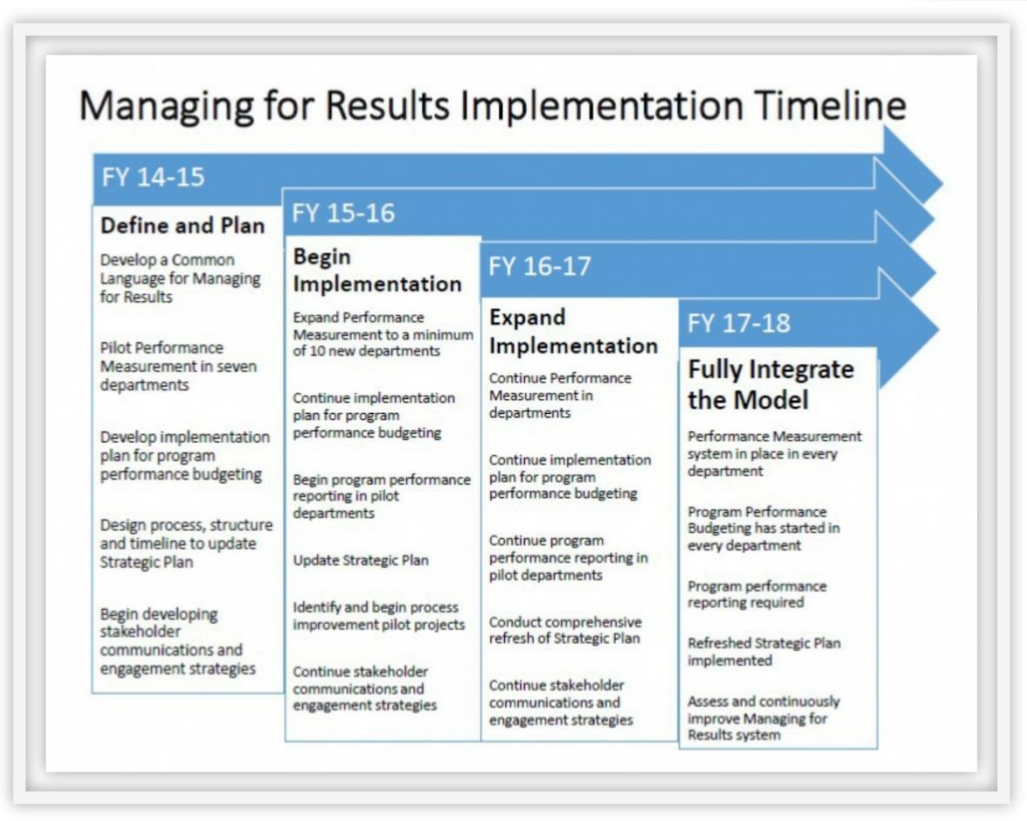 Managing for Results Implementation Timeline
FY 14-15
Define and Plan
Develop a Common
Language for Managing
for Results
Pilot Performance
Measurement in seven
departments
Develop implementation
plan for program
performance budgeting
Design process, structure
and timeline to update
Strategic Plan
Begin developing
stakeholder
communications and
engagement strategies
FY 15-16
Begin
Implementation
Expand Performance
Measurement to a minimum
of 10 new departments
Continue implementation
plan for program
performance budgeting
Begin program performance
reporting in pilot
departments
Update Strategic Plan
Identify and begin process
improvement pilot projects
Continue stakeholder
communications and
engagement strategies
FY 16-17
Expand
Implementation
Continue Performance
Measurement in
departments
Continue implementation
plan for program
performance budgeting
Continue program
performance reporting in
pilot departments
Conduct comprehensive
refresh of Strategic Plan
Continue stakeholder
communications and
engagement strategies
FY 17-18
Fully Integrate
the Model
Performance Measurement
system in place in every
department
Program Performance
Budgeting has started in
every department
Program performance
reporting required
Refreshed Strategic Plan
implemented
Assess and continuously
improve Managing for
Results system